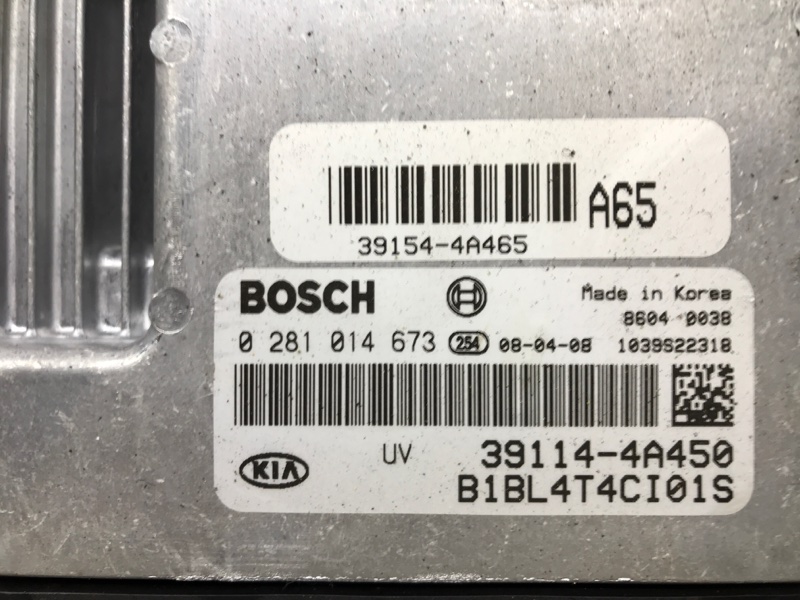 A65
39154-4A465
BOSCH
Made in Korea
8604 0038
0 281 014 673 254 08-04-08 1039S22318
UV 39114-4A450
KIA
B1BL4T4CI01S